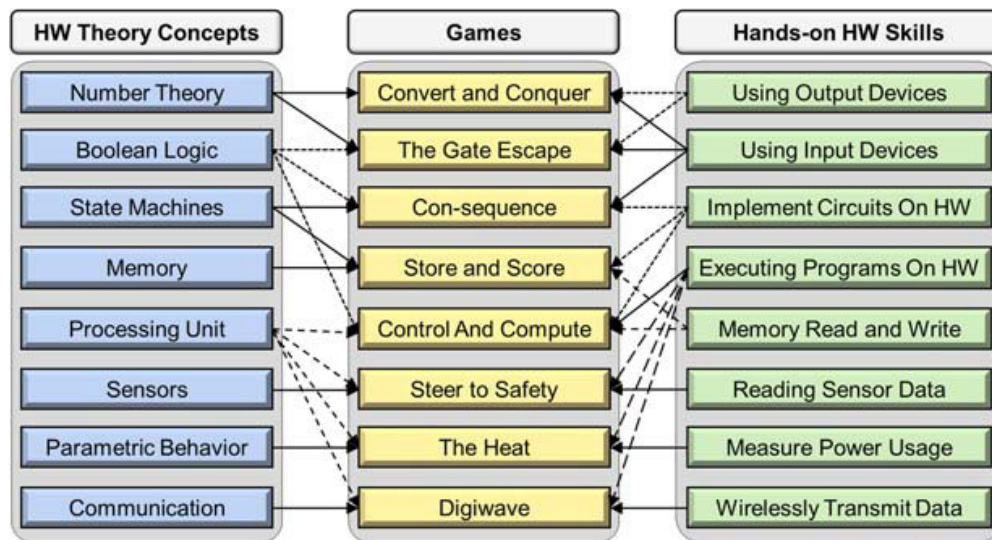 HW Theory Concepts
Number Theory
Boolean Logic
State Machines
Memory
Processing Unit
Sensors
Parametric Behavior
Communication
Games
Convert and Conquer
The Gate Escape
Con-sequence
Store and Score
Control And Compute
Steer to Safety
The Heat
Digiwave
Hands-on HW Skills
Using Output Devices
Using Input Devices
Implement Circuits On HW
Executing Programs On HW
Memory Read and Write
Reading Sensor Data
Measure Power Usage
Wirelessly Transmit Data